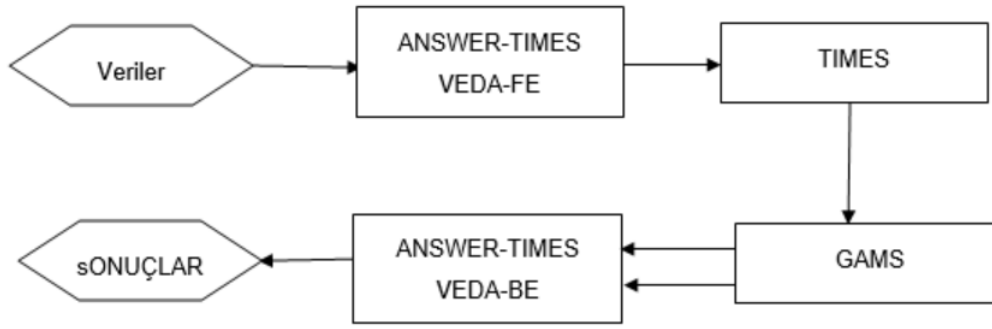 Veriler
ANSWER-TIMES
VEDA-FE
TIMES
sONUÇLAR
ANSWER-TIMES
VEDA-BE
GAMS